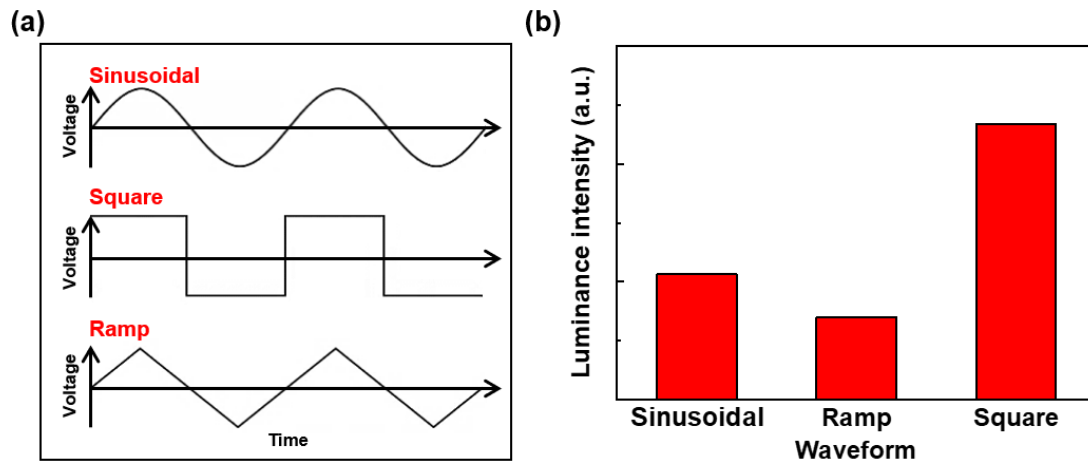 (a)
Sinusoidal
Voltage
Square
Voltage
Ramp
Voltage
Time
(b)
Luminance intensity (a.u.)
Sinusoidal Ramp Square
Waveform